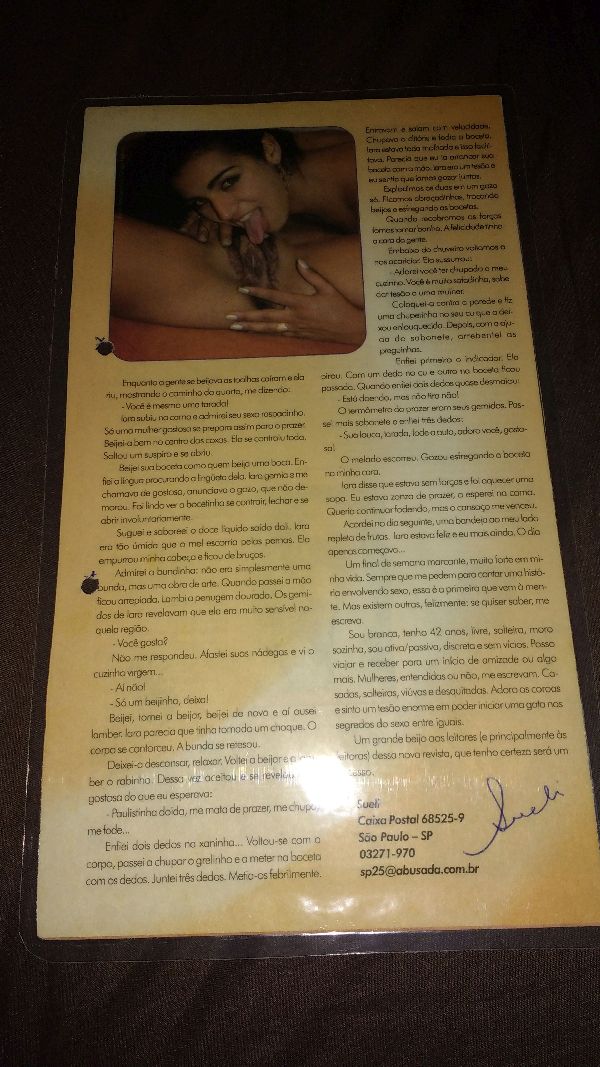 Enquanto a gente se beijava as toalhas caíram e ela
riu, mostrando o caminho do quarto, me dizendo:
- Você é mesmo uma tarada!
Iara subiu na cama e admirei seu sexo raspadinho.
Só uma mulher gostosa se prepara assim para o prazer.
Beijei-a bem no centro das coxas. Ela se contraiu toda.
Soltou um suspiro e se abriu.
Beijei sua boceta como quem beija uma boca. En-
fiei a língua procurando a lingüeta dela. Iara gemia e me
chamava de gostosa, anunciava o gozo, que não de-
morou. Foi lindo ver a bocetinha se contrair, fechar e se
abrir involuntariamente.
Suguei e saboreei o doce líquido saído dali. Iara
era tão úmida que o mel escorria pelas pernas. Ela
empurrou minha cabeça e ficou de bruços.
Admirei a bundinha: não era simplesmente uma
bunda, mas uma obra de arte. Quando passei a mão
ficou arrepiada. Lambi a penugem dourada. Os gemi-
dos de Iara revelavam que ela era muito sensível na-
quela região.
- Você gosta?
Não me respondeu. Afastei suas nádegas e vi o
cuzinho virgem...
- Aí não!
- Só um beijinho, deixa!
Beijei, tornei a beijar, beijei de novo e aí ousei
lamber. Iara parecia que tinha tomado um choque. O
corpo se contorceu. A bunda se retesou.
Deixei-a descansar, relaxar. Voltei a beijar e a lam-
ber o rabinho. Dessa vez aceitou e se revelou
gostosa do que eu esperava:
- Paulistinha doida, me mata de prazer, me chupa,
me fode...
Enfiei dois dedos na xaninha... Voltou-se com o
corpo, passei a chupar o grelinho e a meter na boceta
com os dedos. Juntei três dedos. Metia-os febrilmente.
Entravam e saíam com velocidade.
Chupava o clitóris e fodia a boceta.
Iara estava toda molhada e isso facili-
tava. Parecia que eu ia arrancar sua
boceta com a mão. Iara era um tesão e
eu sentia que íamos gozar juntas.
Explodimos as duas em um gozo
só. Ficamos abraçadinhas, trocando
beijos e esfregando as bocetas.
Quando recobramos as forças
fomos tomar banho. A felicidade tinha
a cara da gente.
Embaixo do chuveiro voltamos a
nos acariciar. Ela sussurrou:
- Adorei você ter chupado o meu
cuzinho. Você é muito safadinha, sabe
dar tesão a uma mulher.
Coloquei-a contra a parede e fiz
uma chupetinha no seu cu que a dei-
xou enlouquecida. Depois, com a aju-
da do sabonete, arrebentei as
preguinhas.
Enfiei primeiro o indicador. Ela
pirou. Com um dedo no cu e outro na boceta ficou
passada. Quando enfiei dois dedos quase desmaiou:
- Está doendo, mas não tira não!
O termômetro do prazer eram seus gemidos. Pas-
sei mais sabonete e enfiei três dedos:
- Sua louca, tarada, fode a outra, adoro você, gosto-
sa!
O melado escorreu. Gozou esfregando a boceta
na minha cara.
Iara disse que estava sem forças e foi aquecer uma
sopa. Eu estava zonza de prazer, a esperei na cama.
Queria continuar fodendo, mas o cansaço me venceu.
Acordei no dia seguinte, uma bandeja ao meu lado
repleta de frutas. Iara estava feliz e eu mais ainda. O dia
apenas começava...
Um final de semana marcante, muito forte em mi-
nha vida. Sempre que me pedem para contar uma histó-
ria envolvendo sexo, essa é a primeira que vem à men-
te. Mas existem outras, felizmente: se quiser saber, me
escreva.
Sou branca, tenho 42 anos, livre, solteira, moro
sozinha, sou ativa/passiva, discreta e sem vícios. Posso
viajar e receber para um início de amizade ou algo
mais. Mulheres, entendidas ou não, me escrevam. Ca-
sadas, solteiras, viúvas e desquitadas. Adoro as coroas
e sinto um tesão enorme em poder iniciar uma gata nos
segredos do sexo entre iguais.
Um grande beijo aos leitores (e principalmente às
leitoras) dessa nova revista, que tenho certeza será um
sucesso.
Sueli
Caixa Postal 68525-9
São Paulo – SP
03271-970
sp25@abusada.com.br
Sueli